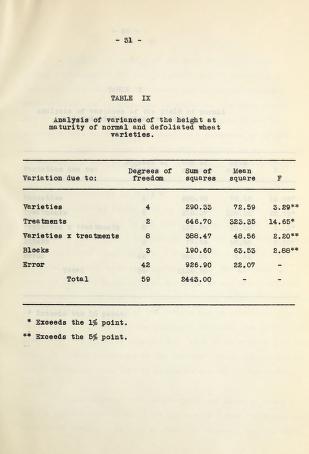 - 31 -
TABLE IX
Analysis of variance of the height at
maturity of normal and defoliated wheat
varieties.
Degrees of Sum of Mean
Variation due to: freedom squares square F
Varieties 4 290.33 72.59 3.29**
Treatments 2 646.70 323.35 14.65*
Varieties x treatments 8 388.47 48.56 2.20**
Blocks 3 190.60 63.53 2.88**
Error 42 926.90 22.07 -
Total 59 2443.00 - -
* Exceeds the 1% point.
** Exceeds the 5% point.